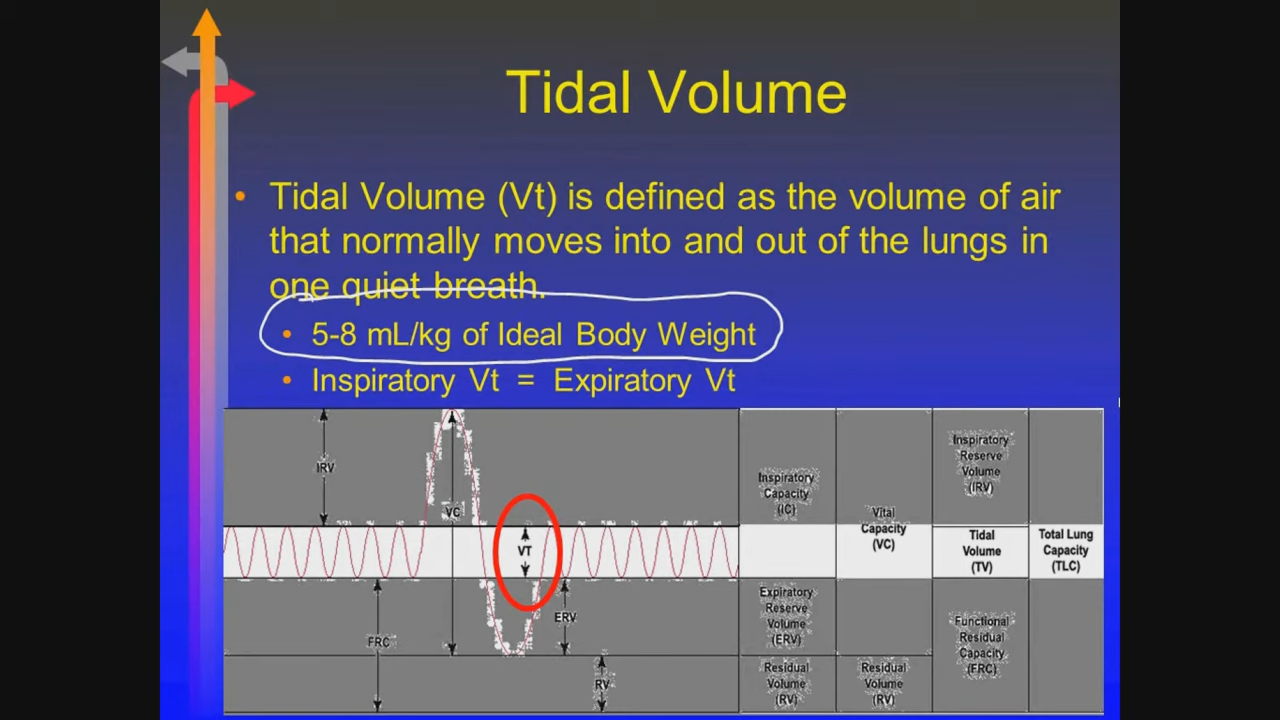 Tidal Volume
• Tidal Volume (Vt) is defined as the volume of air
that normally moves into and out of the lungs in
one quiet breath.
• 5-8 mL/kg of Ideal Body Weight
• Inspiratory Vt = Expiratory Vt
IRV
VC
VT
FRC
ERV
RV
Inspiratory
Capacity
(IC)
Expiratory
Reserve
Volume
(ERV)
Residual
Volume
(RV)
Vital
Capacity
(VC)
Residual
Volume
(RV)
Inspiratory
Reserve
Volume
(IRV)
Tidal
Volume
(TV)
Functional
Residual
Capacity
(FRC)
Total Lung
Capacity
(TLC)